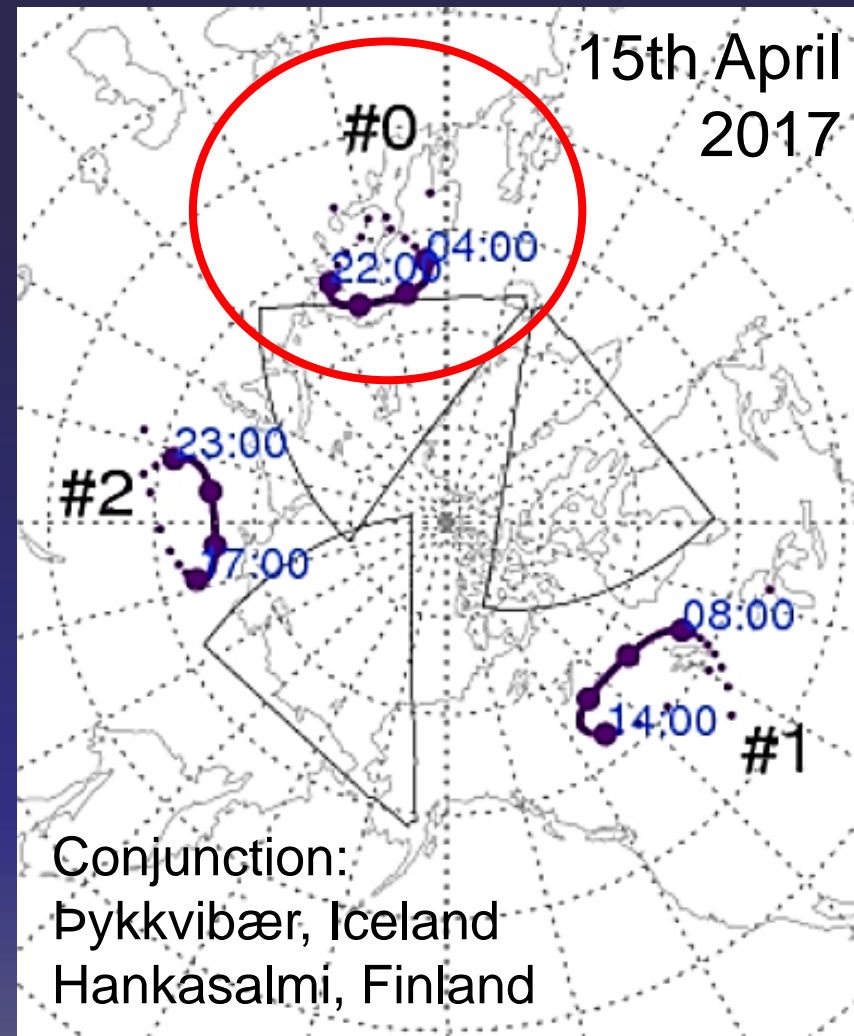 15th April
2017
#0
22:00
04:00
23:00
#2
17:00
08:00
14:00
#1
Conjunction:
Þykkvibær, Iceland
Hankasalmi, Finland